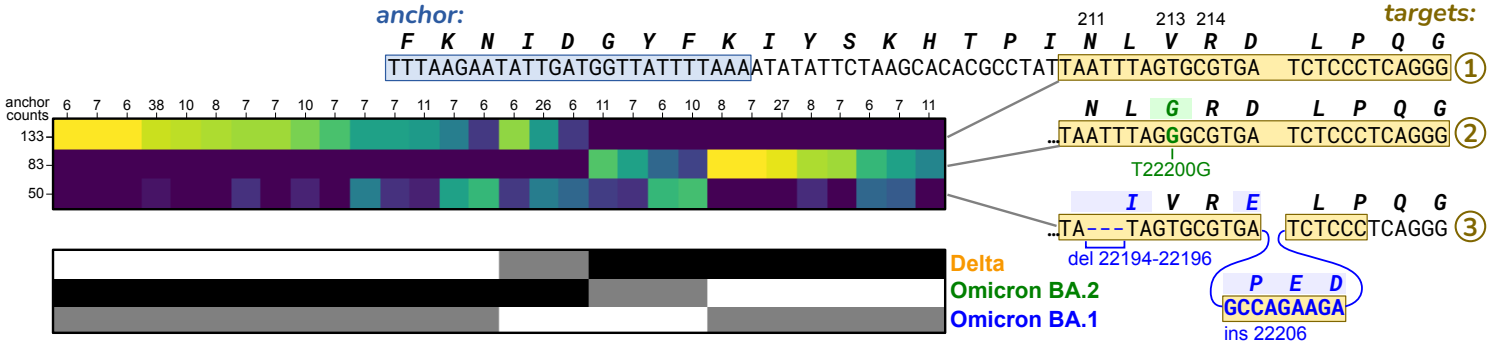 anchor:
targets:
211 213 214
F K N I D G Y F K I Y S K H T P I N L V R D L P Q G
TTTAAGAATATTGATGGTTATTTTAAAATATATTCTAAGCACACGCCTATTAATTTAGTGCGTGA TCTCCCTCAGGG 1
anchor counts
6 7 6 38 10 8 7 7 10 7 7 7 11 7 6 6 26 6 11 7 6 10 8 7 27 8 7 6 7 11
133
83
50
N L G R D L P Q G
...TAATTTAGGGCGTGA TCTCCCTCAGGG 2
T22200G
I V R E L P Q G
...TA---TAGTGCGTGA TCTCCCTCAGGG 3
del 22194-22196
P E D
GCCAGAAGA
ins 22206
Delta
Omicron BA.2
Omicron BA.1